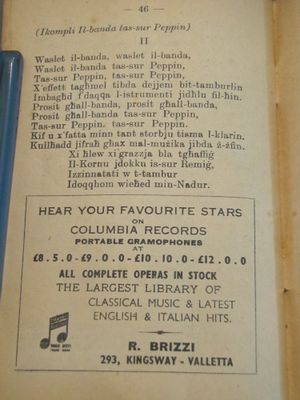 — 46 —
(Ikompli Il-banda tas-sur Peppin)
II
Waslet il-banda, waslet il-banda,
Waslet il-banda tas-sur Peppin,
Tas-sur Peppin, tas-sur Peppin,
X'effett tagħmel tibda dejjem bit-tamburlin
Imbagħd f'daqqa l-istrumenti jidħlu fil-ħin.
Prosit għall-banda, prosit għall-banda,
Prosit għall-banda tas-sur Peppin,
Tas-sur Peppin, tas-sur Peppin.
Kif u x'ħatta minn tant storbju tisma l-klarin.
Kullħadd jifraħ għax mal-mużika jibda ż-żfin.
Xi ħlew xi grazzja bla tgħaffiġ
Il-Kornu jdokku is-sur Remiġ,
Izzinnatati w t-tambur
Idoqqhom wieħed min-Nadur.
HEAR YOUR FAVOURITE STARS
ON
COLUMBIA RECORDS
PORTABLE GRAMOPHONES
AT
£8.5.0-£9.0.0-£10.10.0-£12.0.0
ALL COMPLETE OPERAS IN STOCK
THE LARGEST LIBRARY OF
CLASSICAL MUSIC & LATEST
ENGLISH & ITALIAN HITS.
R. BRIZZI
293, KINGSWAY - VALLETTA